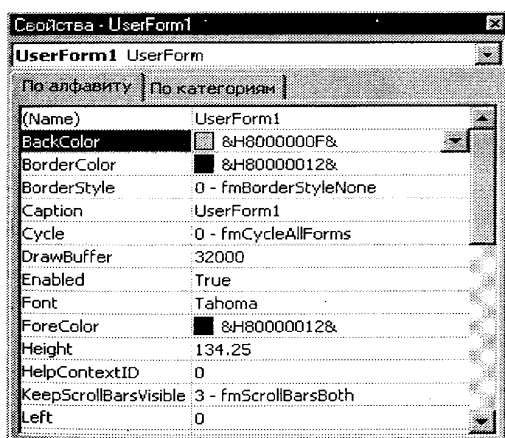 Свойства - UserForm1
UserForm1 UserForm
По алфавиту По категориям
(Name) UserForm1
BackColor &H8000000F&
BorderColor &H80000012&
BorderStyle 0 - fmBorderStyleNone
Caption UserForm1
Cycle 0 - fmCycleAllForms
DrawBuffer 32000
Enabled True
Font Tahoma
ForeColor &H80000012&
Height 134.25
HelpContextID 0
KeepScrollBarsVisible 3 - fmScrollBarsBoth
Left 0